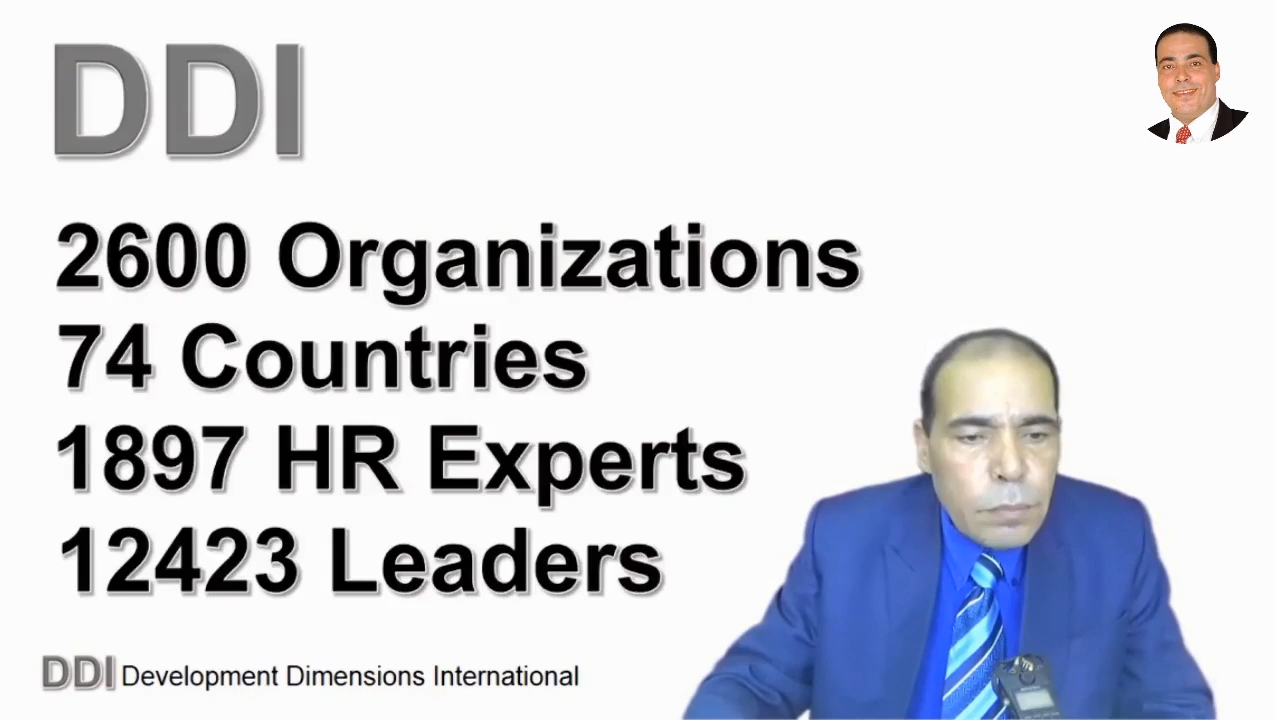 DDI
2600 Organizations
74 Countries
1897 HR Experts
12423 Leaders
DDI Development Dimensions International